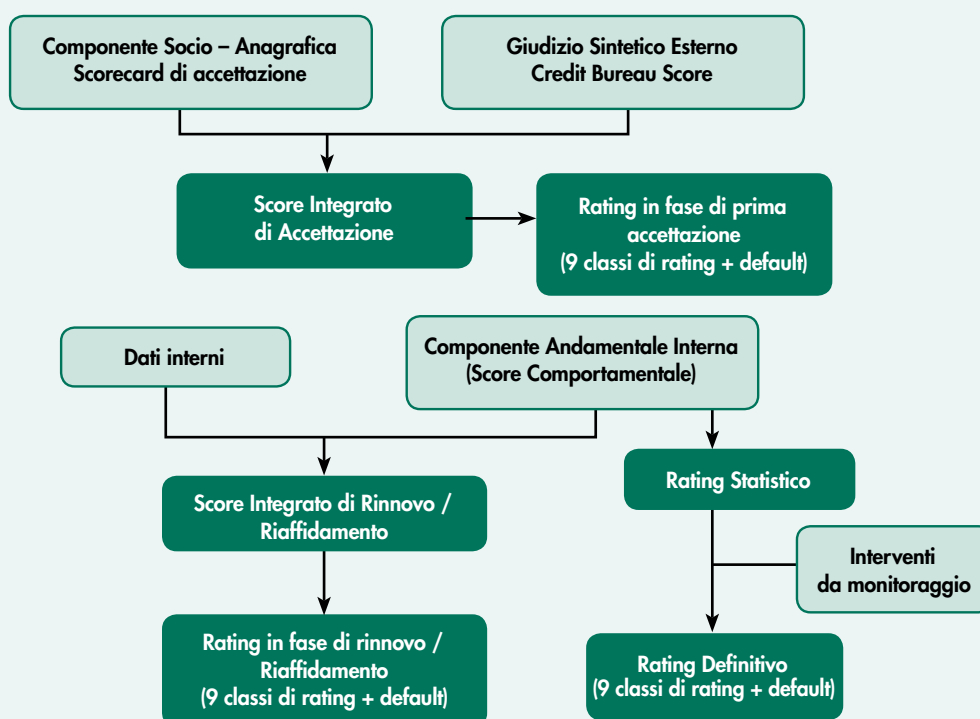 Componente Socio – Anagrafica
Scorecard di accettazione
Giudizio Sintetico Esterno
Credit Bureau Score
Score Integrato
di Accettazione
Rating in fase di prima
accettazione
(9 classi di rating + default)
Dati interni
Componente Andamentale Interna
(Score Comportamentale)
Score Integrato di Rinnovo /
Riaffidamento
Rating Statistico
Interventi
da monitoraggio
Rating in fase di rinnovo /
Riaffidamento
(9 classi di rating + default)
Rating Definitivo
(9 classi di rating + default)